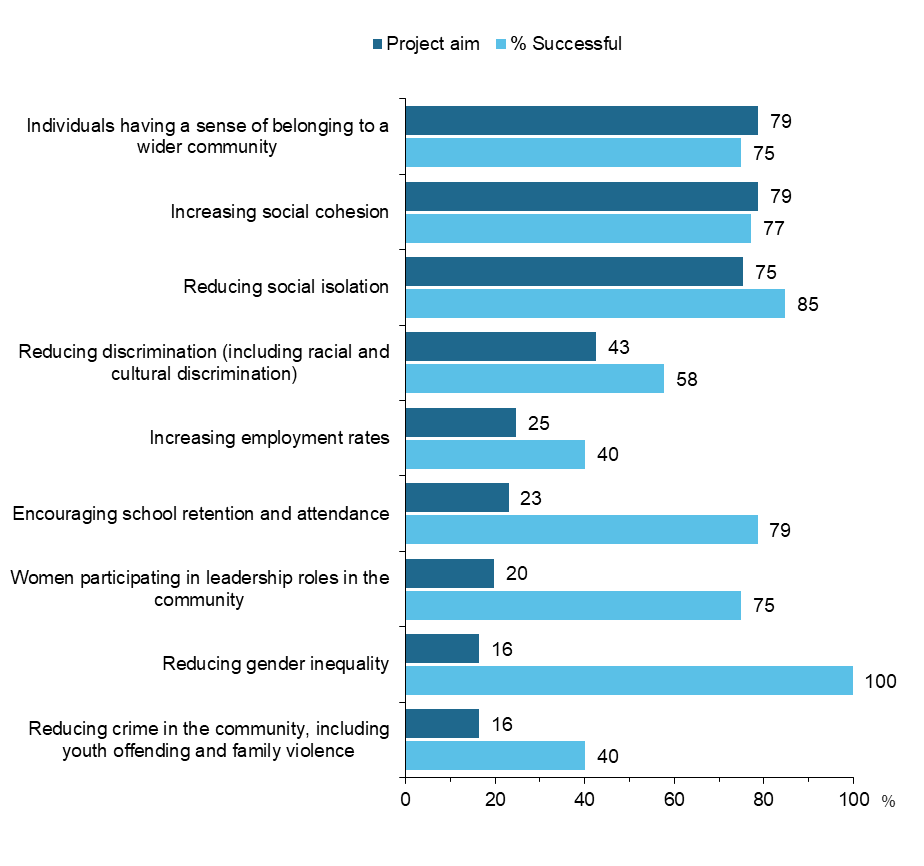 Project aim % Successful
Individuals having a sense of belonging to a
wider community
79
75
Increasing social cohesion
79
77
Reducing social isolation
75
85
Reducing discrimination (including racial and
cultural discrimination)
43
58
Increasing employment rates
25
40
Encouraging school retention and attendance
23
79
Women participating in leadership roles in the
community
20
75
Reducing gender inequality
16
100
Reducing crime in the community, including
youth offending and family violence
16
40
0 20 40 60 80 100 %